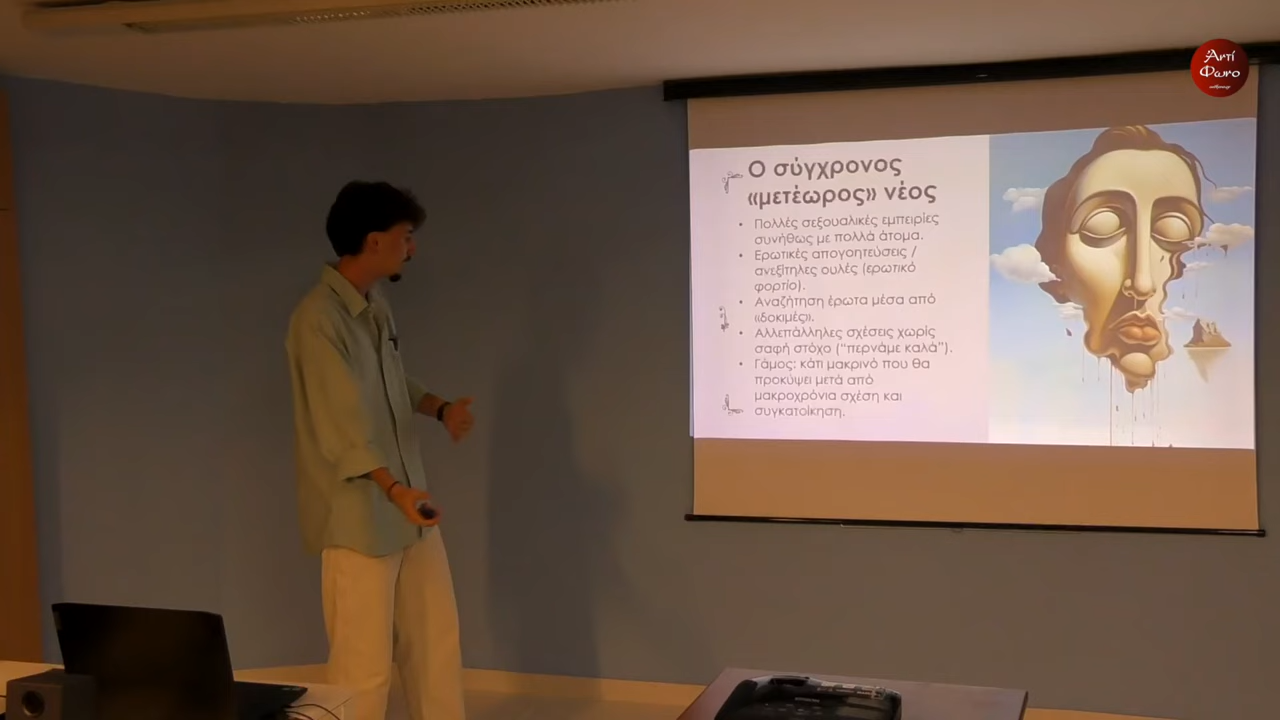 Ἀντί
Φωνο
Ο σύγχρονος
«μετέωρος» νέος
• Πολλές σεξουαλικές εμπειρίες
συνήθως με πολλά άτομα.
• Ερωτικές απογοητεύσεις /
ανεξίτηλες ουλές (ερωτικό
φορτίο).
• Αναζήτηση έρωτα μέσα από
«δοκιμές».
• Αλλεπάλληλες σχέσεις χωρίς
σαφή στόχο (“περνάμε καλά”).
• Γάμος: κάτι μακρινό που θα
προκύψει μετά από
μακροχρόνια σχέση και
συγκατοίκηση.